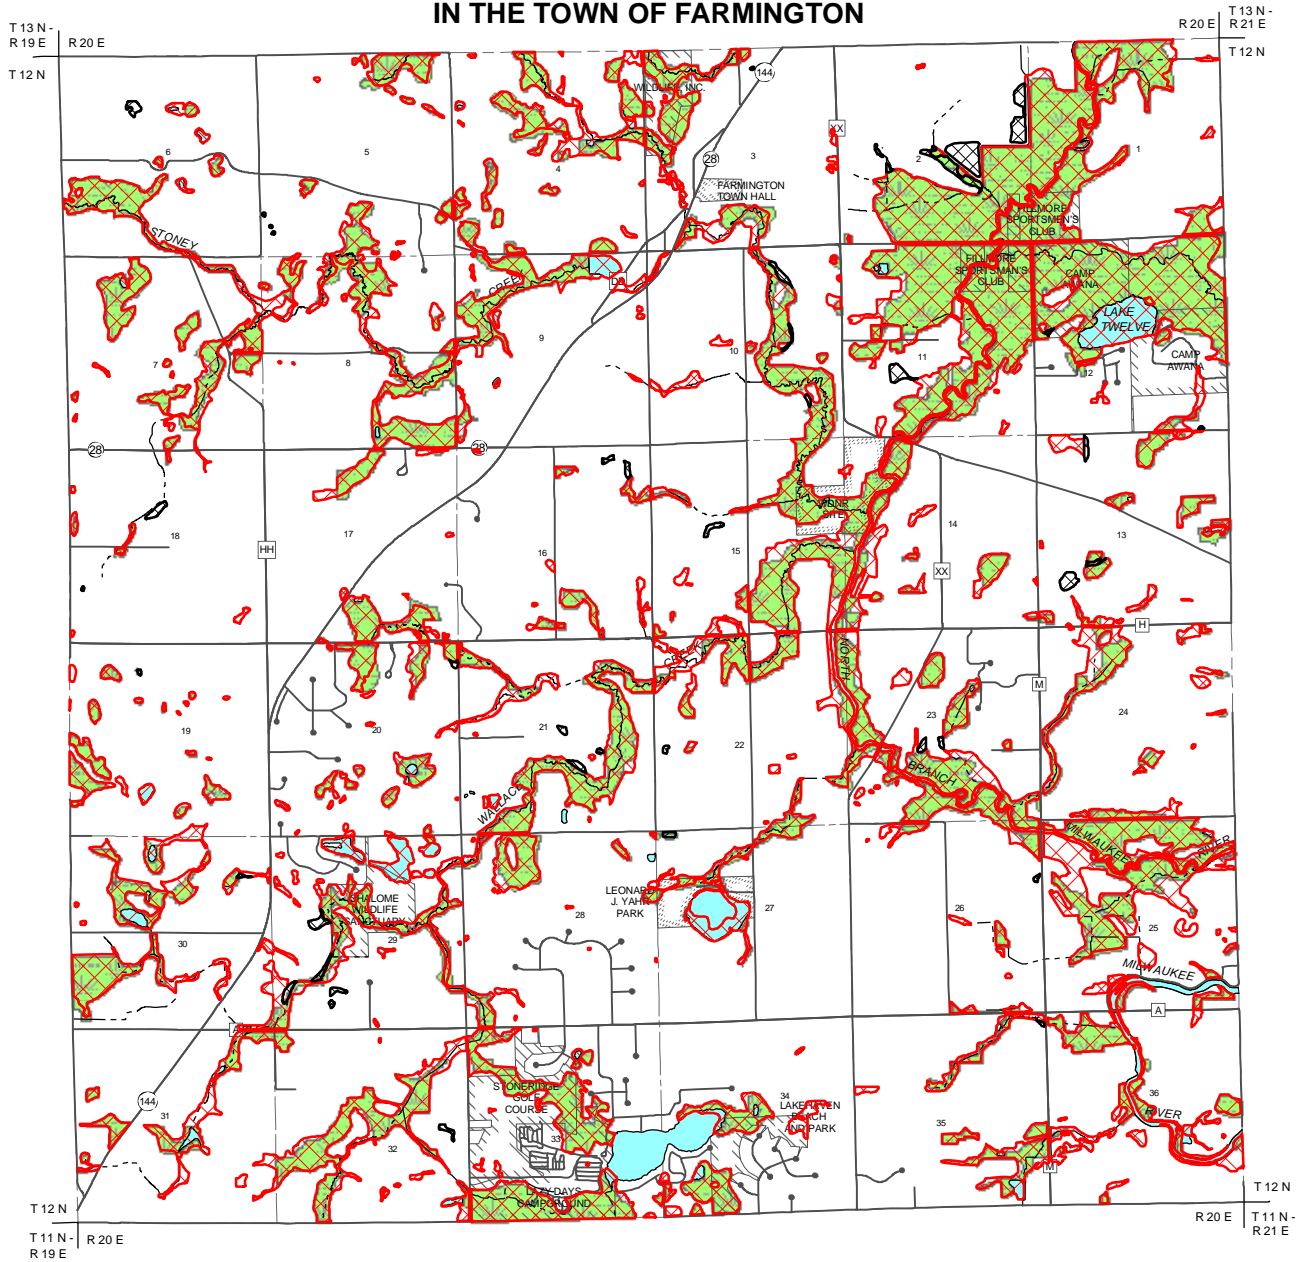 IN THE TOWN OF FARMINGTON
T 13 N -
R 19 E
R 20 E
T 12 N
R 20 E
T 13 N -
R 21 E
T 12 N
144
WILDLIFE, INC.
XX
6
5
4
28
3
2
1
FARMINGTON
TOWN HALL
FILLMORE
SPORTSMEN'S
CLUB
STONEY
CREEK
FILLMORE
SPORTSMAN'S
CLUB
CAMP
AWANA
LAKE
TWELVE
CAMP
AWANA
7
8
9
10
11
12
28
28
WDNR
SITE
18
17
16
15
14
13
HH
XX
H
CREEK
NORTH
M
19
20
21
22
23
24
WALLACE
BRANCH
MILWAUKEE
RIVER
SHALOME
WILDLIFE
SANCTUARY
LEONARD
J. YAHR
PARK
30
29
28
27
26
25
MILWAUKEE
A
A
144
31
32
STONERIDGE
GOLF
COURSE
33
34
LAKEHAVEN
BEACH
AND PARK
35
36
RIVER
M
LAZY DAYS
CAMPGROUND
T 12 N
T 11 N -
R 19 E
R 20 E
T 12 N
R 20 E
T 11 N -
R 21 E